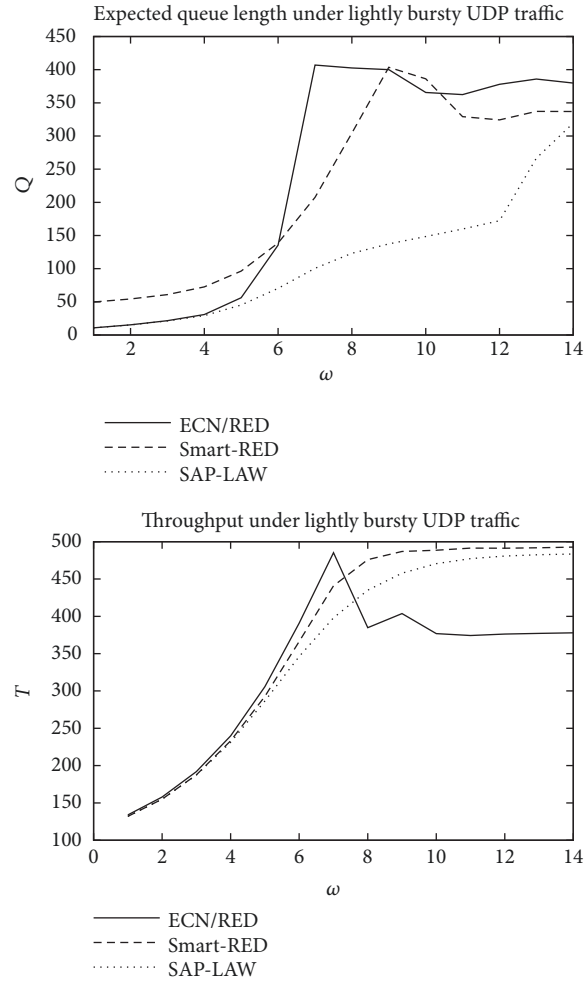 Expected queue length under lightly bursty UDP traffic
450
400
350
300
250
200
150
100
50
0
Q
2 4 6 8 10 12 14
ω
ECN/RED
Smart-RED
SAP-LAW
Throughput under lightly bursty UDP traffic
500
450
400
350
300
250
200
150
100
T
0 2 4 6 8 10 12 14
ω
ECN/RED
Smart-RED
SAP-LAW